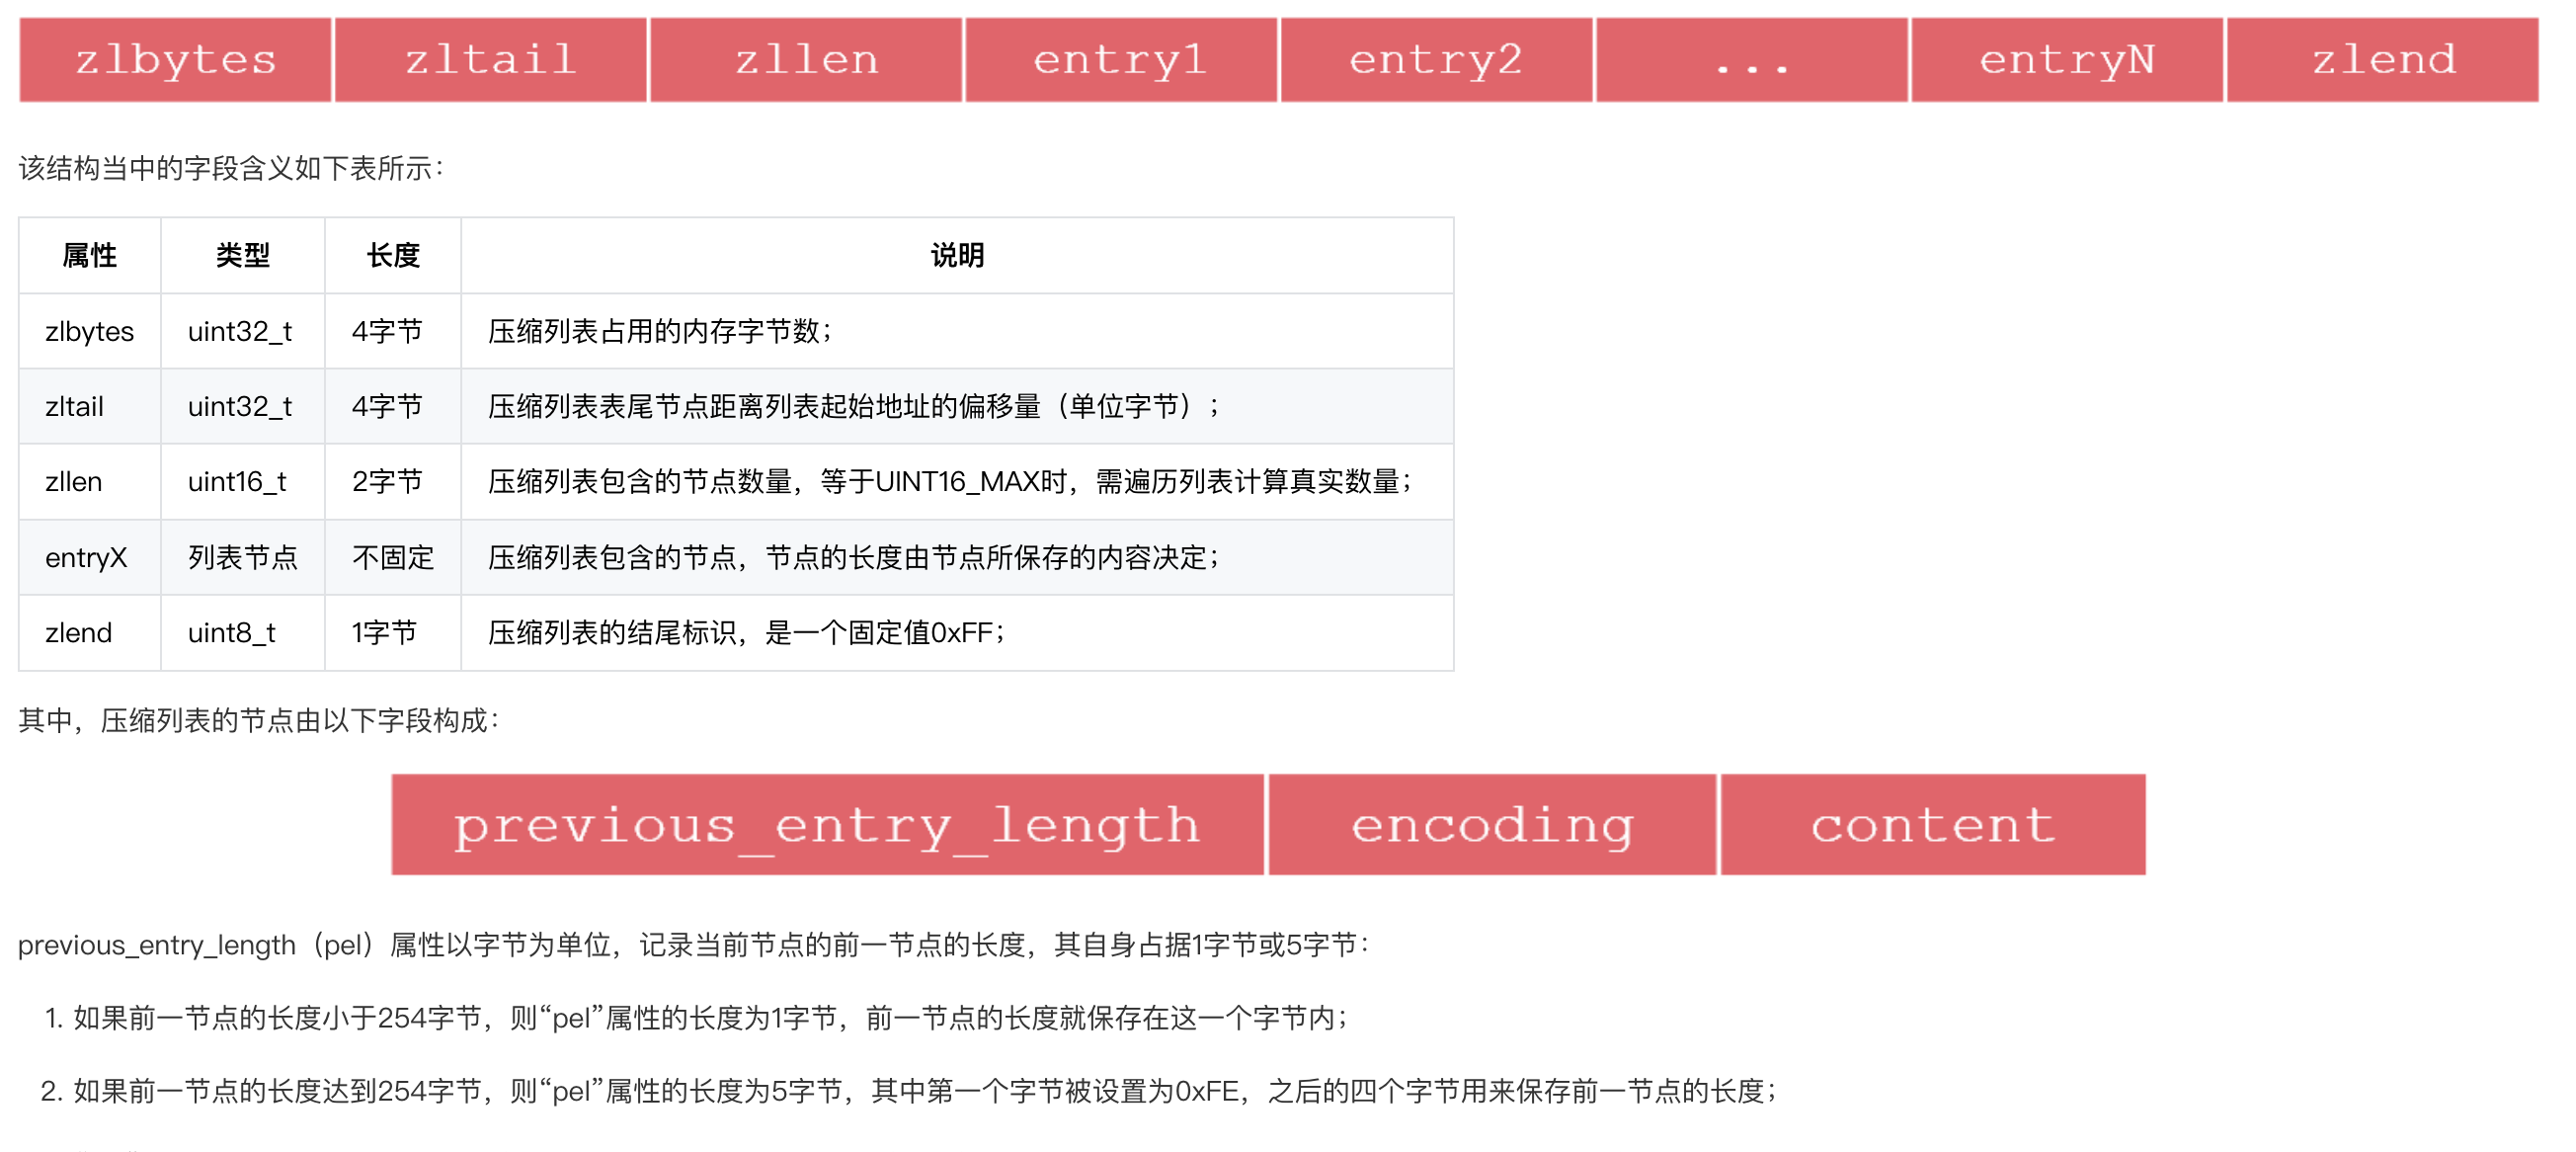 zlbytes zltail zllen entry1 entry2 ... entryN zlend
该结构当中的字段含义如下表所示：
属性 类型 长度 说明
zlbytes uint32_t 4字节 压缩列表占用的内存字节数；
zltail uint32_t 4字节 压缩列表表尾节点距离列表起始地址的偏移量（单位字节）；
zllen uint16_t 2字节 压缩列表包含的节点数量，等于UINT16_MAX时，需遍历列表计算真实数量；
entryX 列表节点 不固定 压缩列表包含的节点，节点的长度由节点所保存的内容决定；
zlend uint8_t 1字节 压缩列表的结尾标识，是一个固定值0xFF；
其中，压缩列表的节点由以下字段构成：
previous_entry_length encoding content
previous_entry_length（pel）属性以字节为单位，记录当前节点的前一节点的长度，其自身占据1字节或5字节：
1. 如果前一节点的长度小于254字节，则“pel”属性的长度为1字节，前一节点的长度就保存在这一个字节内；
2. 如果前一节点的长度达到254字节，则“pel”属性的长度为5字节，其中第一个字节被设置为0xFE，之后的四个字节用来保存前一节点的长度；